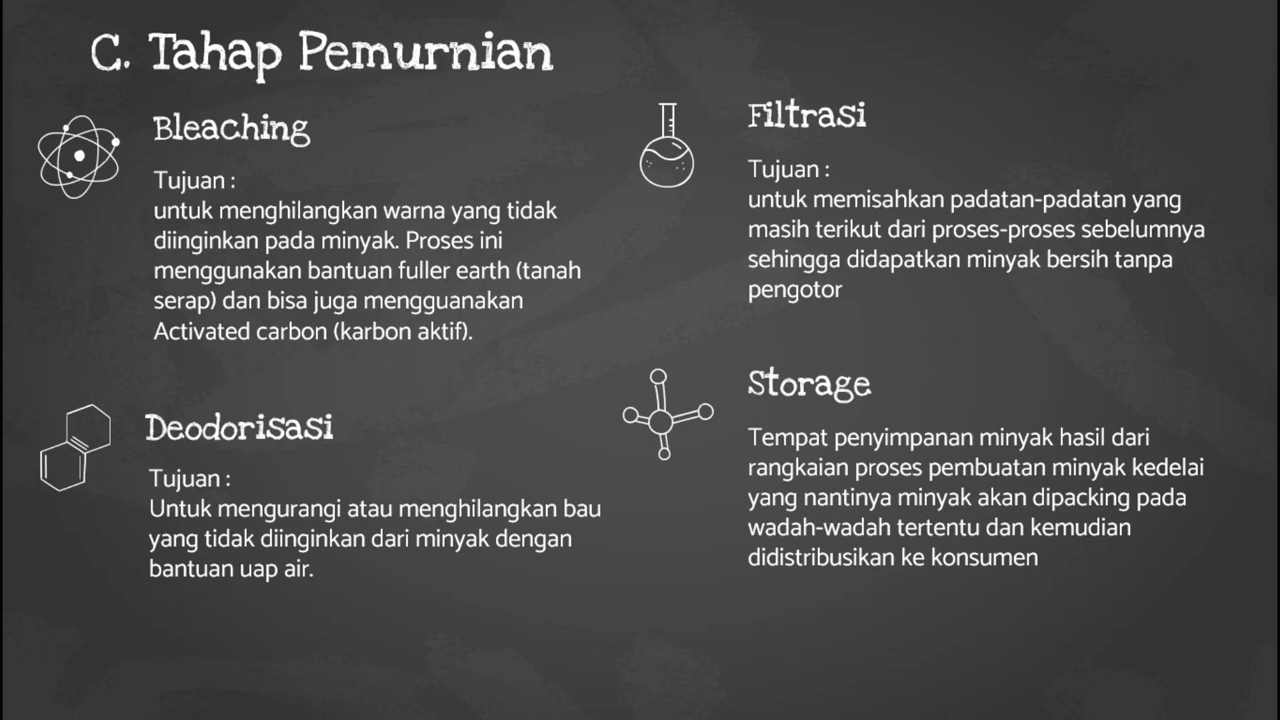 C. Tahap Pemurnian
Bleaching
Tujuan :
untuk menghilangkan warna yang tidak
diinginkan pada minyak. Proses ini
menggunakan bantuan fuller earth (tanah
serap) dan bisa juga mengguanakan
Activated carbon (karbon aktif).
Deodorisasi
Tujuan :
Untuk mengurangi atau menghilangkan bau
yang tidak diinginkan dari minyak dengan
bantuan uap air.
Filtrasi
Tujuan :
untuk memisahkan padatan-padatan yang
masih terikut dari proses-proses sebelumnya
sehingga didapatkan minyak bersih tanpa
pengotor
Storage
Tempat penyimpanan minyak hasil dari
rangkaian proses pembuatan minyak kedelai
yang nantinya minyak akan dipacking pada
wadah-wadah tertentu dan kemudian
didistribusikan ke konsumen